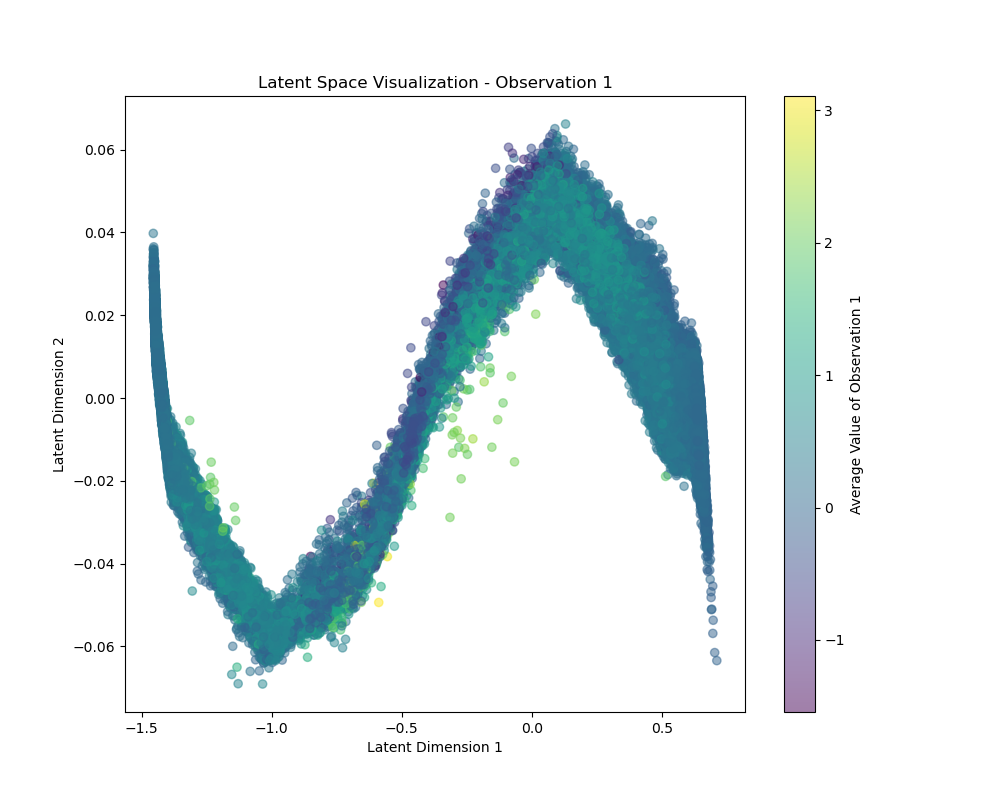 Latent Space Visualization - Observation 1
3
0.06
0.04
2
0.02
Latent Dimension 2
Average Value of Observation 1
1
0.00
−0.02
0
−0.04
−1
−0.06
−1.5 −1.0 −0.5 0.0 0.5
Latent Dimension 1